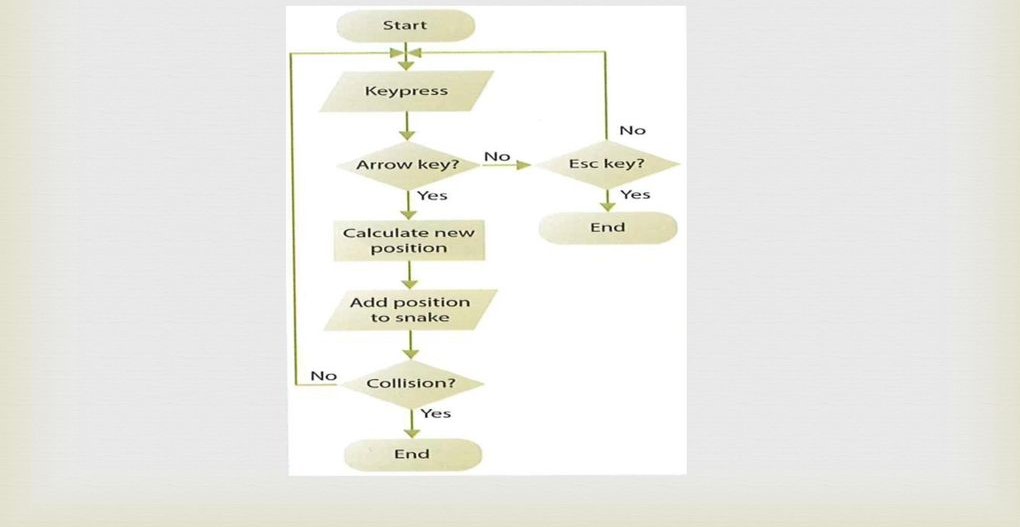 Start
Keypress
Arrow key?
No
Esc key?
No
Yes
End
Yes
Calculate new
position
Add position
to snake
Collision?
No
Yes
End